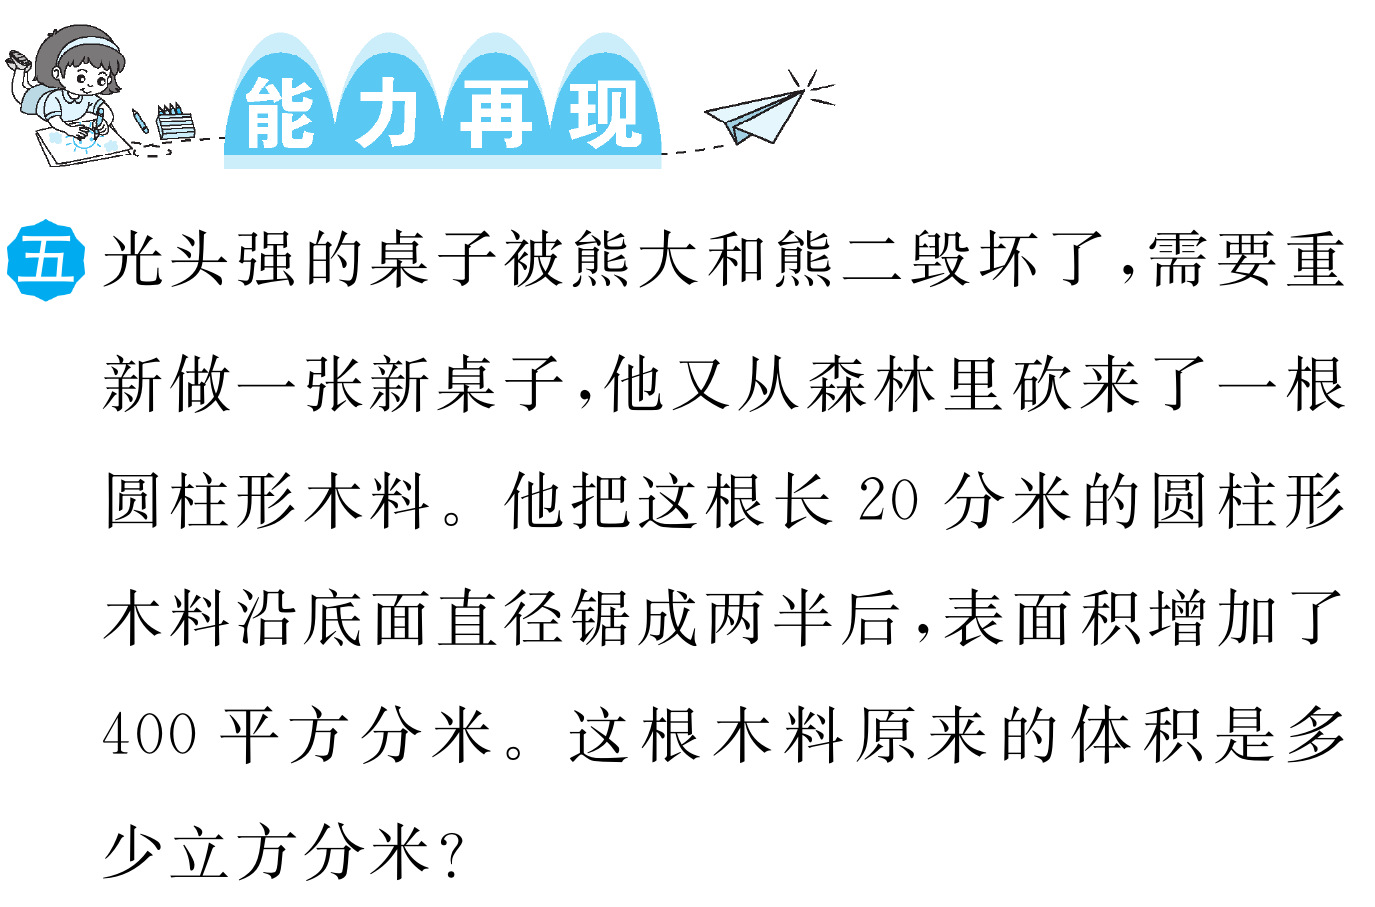 能力再现
五 光头强的桌子被熊大和熊二毁坏了,需要重
新做一张新桌子,他又从森林里砍来了一根
圆柱形木料。他把这根长 20 分米的圆柱形
木料沿底面直径锯成两半后,表面积增加了
400 平方分米。这根木料原来的体积是多
少立方分米?